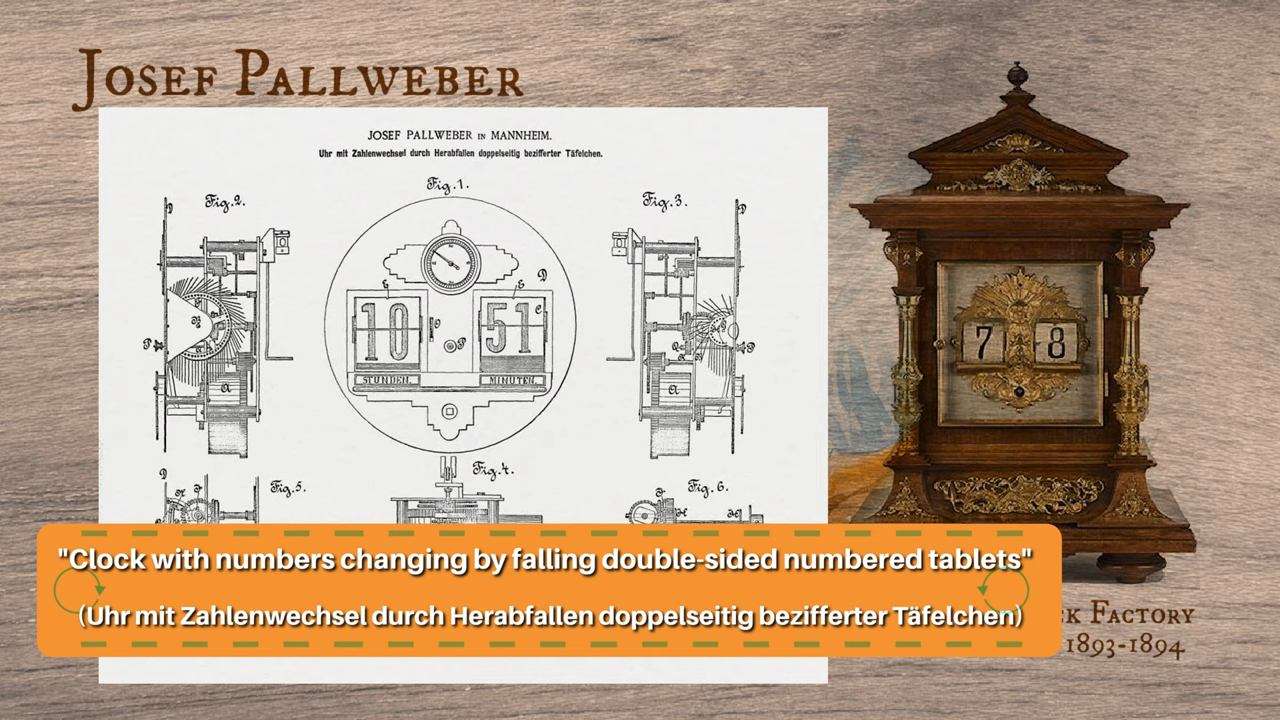 Josef Pallweber
JOSEF PALLWEBER IN MANNHEIM.
Uhr mit Zahlenwechsel durch Herabfallen doppelseitig bezifferter Täfelchen.
Fig. 1.
Fig. 2.
Fig. 3.
10
51
STUNDEN
MINUTEN
7
8
Fig. 4.
Fig. 5.
Fig. 6.
"Clock with numbers changing by falling double-sided numbered tablets"
(Uhr mit Zahlenwechsel durch Herabfallen doppelseitig bezifferter Täfelchen)
Factory
1893-1894